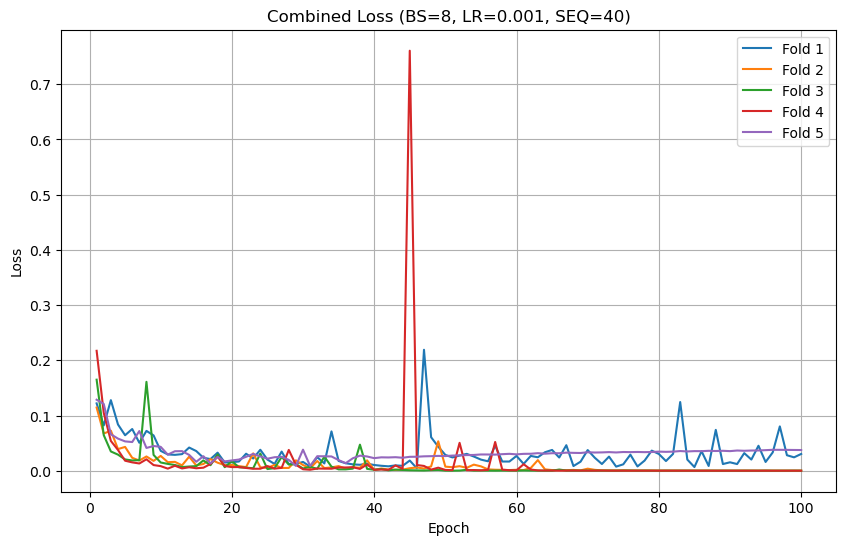 Combined Loss (BS=8, LR=0.001, SEQ=40)
Fold 1
Fold 2
Fold 3
Fold 4
Fold 5
0.7
0.6
0.5
0.4
0.3
0.2
0.1
0.0
Loss
0
20
40
60
80
100
Epoch